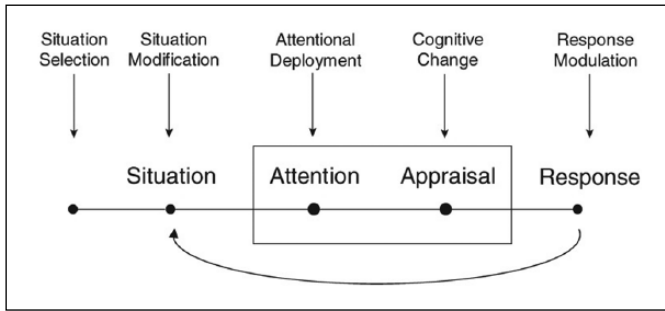 Situation
Selection
Situation
Modification
Attentional
Deployment
Cognitive
Change
Response
Modulation
Situation
Attention
Appraisal
Response